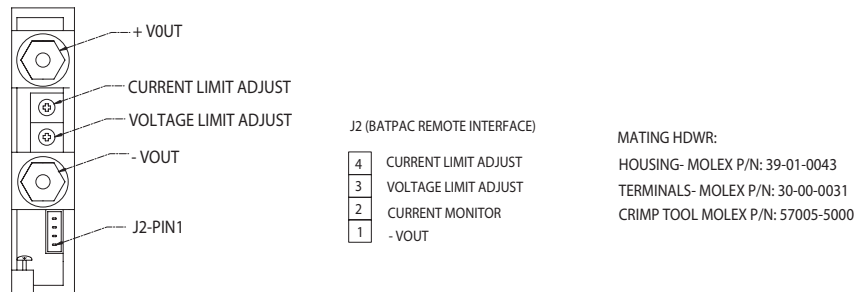 + V0UT
CURRENT LIMIT ADJUST
VOLTAGE LIMIT ADJUST
- VOUT
J2-PIN1
J2 (BATPAC REMOTE INTERFACE)
4 CURRENT LIMIT ADJUST
3 VOLTAGE LIMIT ADJUST
2 CURRENT MONITOR
1 - VOUT
MATING HDWR:
HOUSING- MOLEX P/N: 39-01-0043
TERMINALS- MOLEX P/N: 30-00-0031
CRIMP TOOL MOLEX P/N: 57005-5000